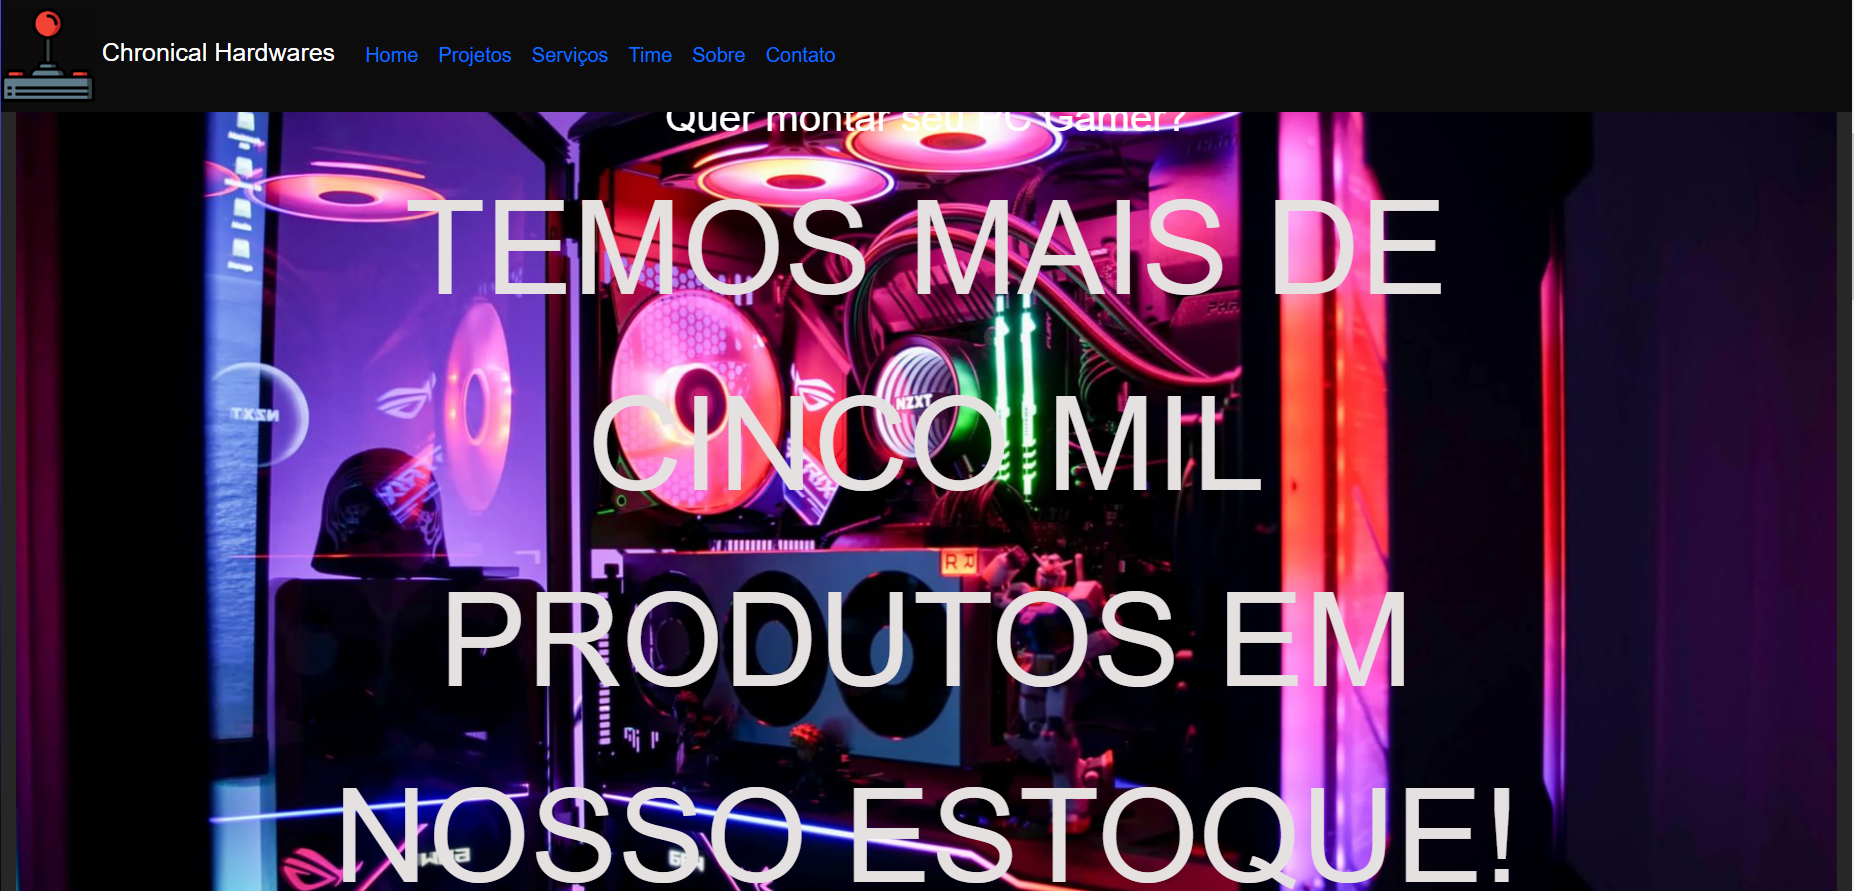 Chronical Hardwares
Home Projetos Serviços Time Sobre Contato
Quer montar seu PC Gamer?
TEMOS MAIS DE
CINCO MIL
PRODUTOS EM
NOSSO ESTOQUE!
NZXT